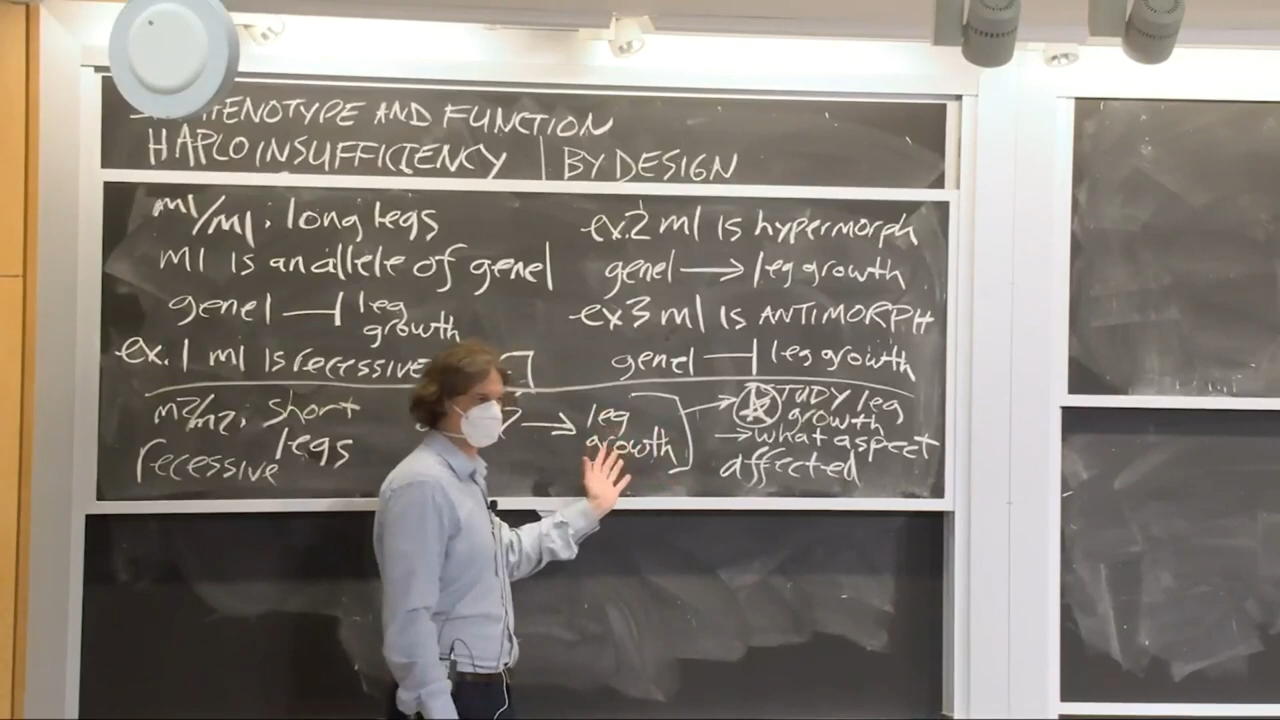 PHENOTYPE AND FUNCTION
HAPLOINSUFFICIENCY | BY DESIGN
m1/m1: long legs
m1 is an allele of gene1
gene1 —| leg growth
ex. 1 m1 is recessive
m2/m2: short legs
recessive
2 → leg growth
ex. 2 m1 is hypermorph
gene1 → leg growth
ex 3 m1 is ANTIMORPH
gene1 —| leg growth
STUDY leg
growth
→ what aspect
affected